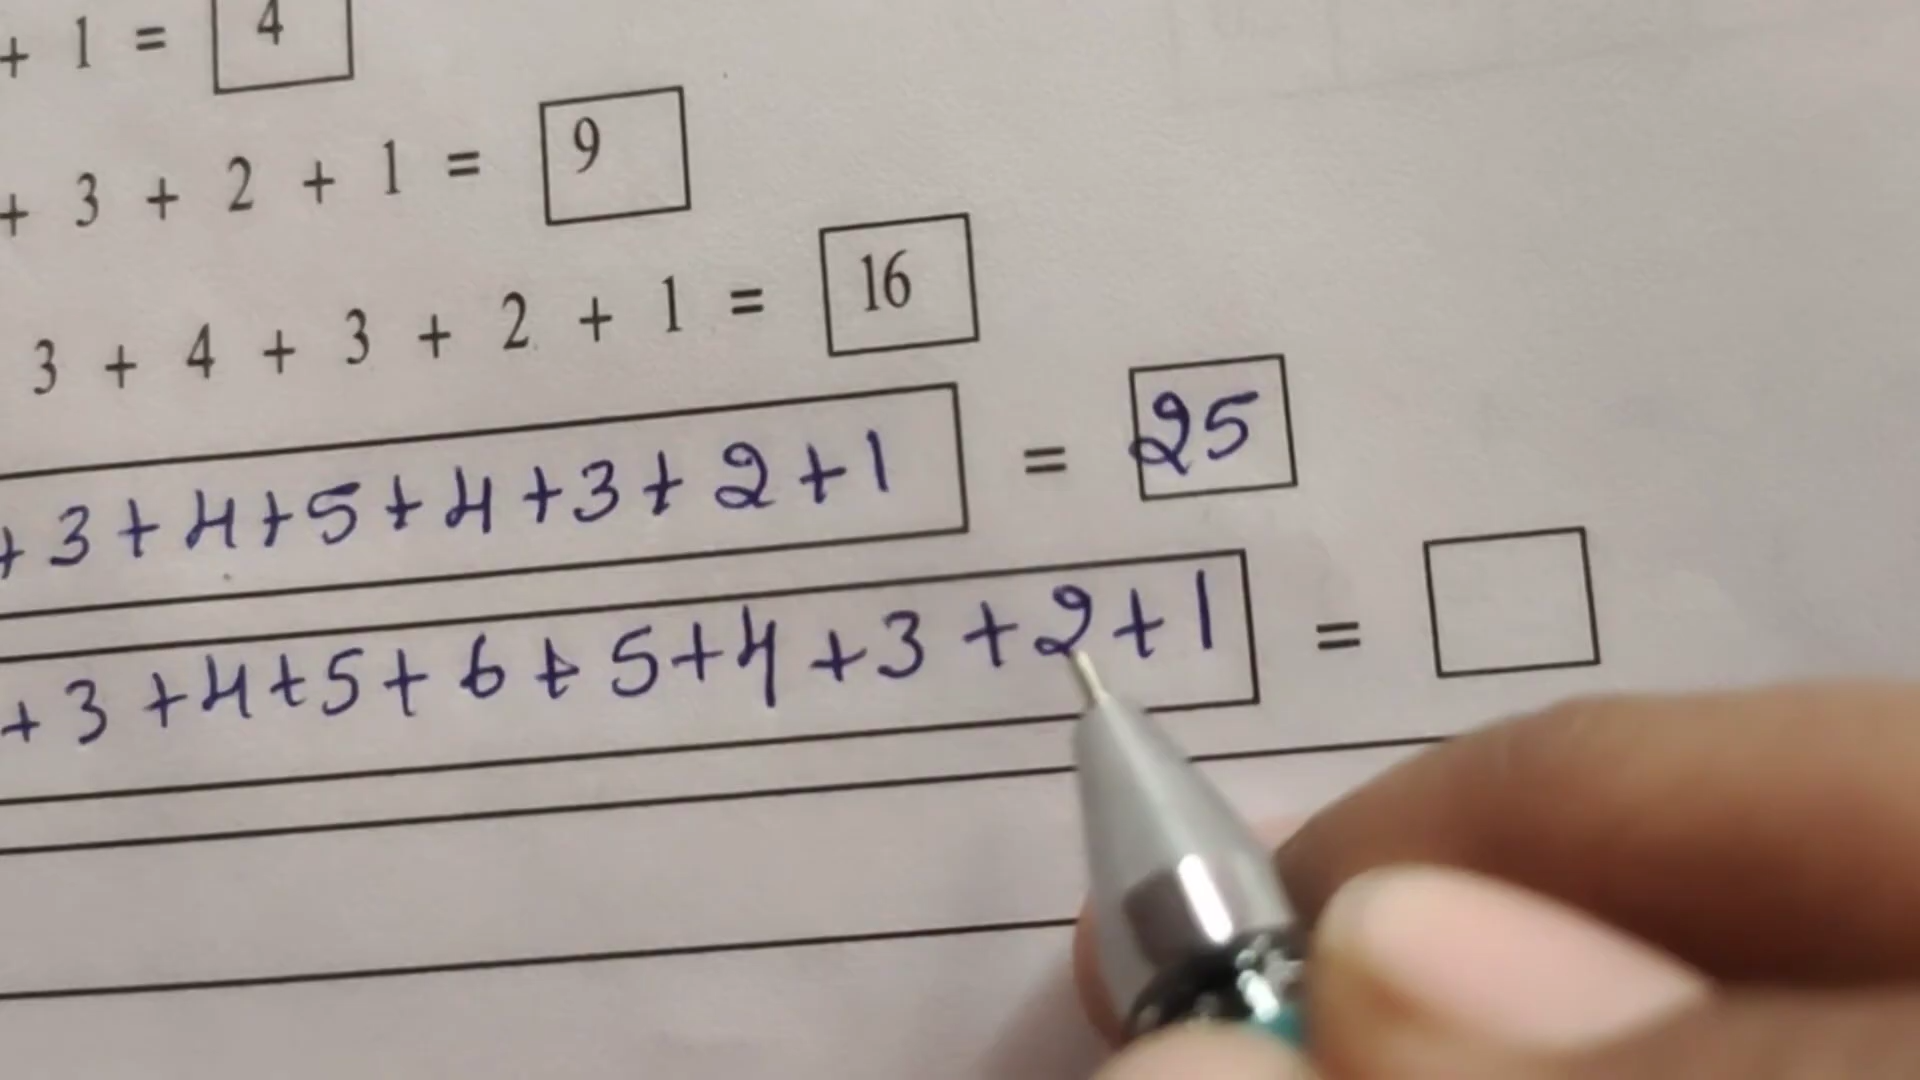 + 1 = 4
+ 3 + 2 + 1 = 9
3 + 4 + 3 + 2 + 1 = 16
+3+4+5+4+3+2+1 = 25
+3+4+5+6+5+4+3+2+1 =